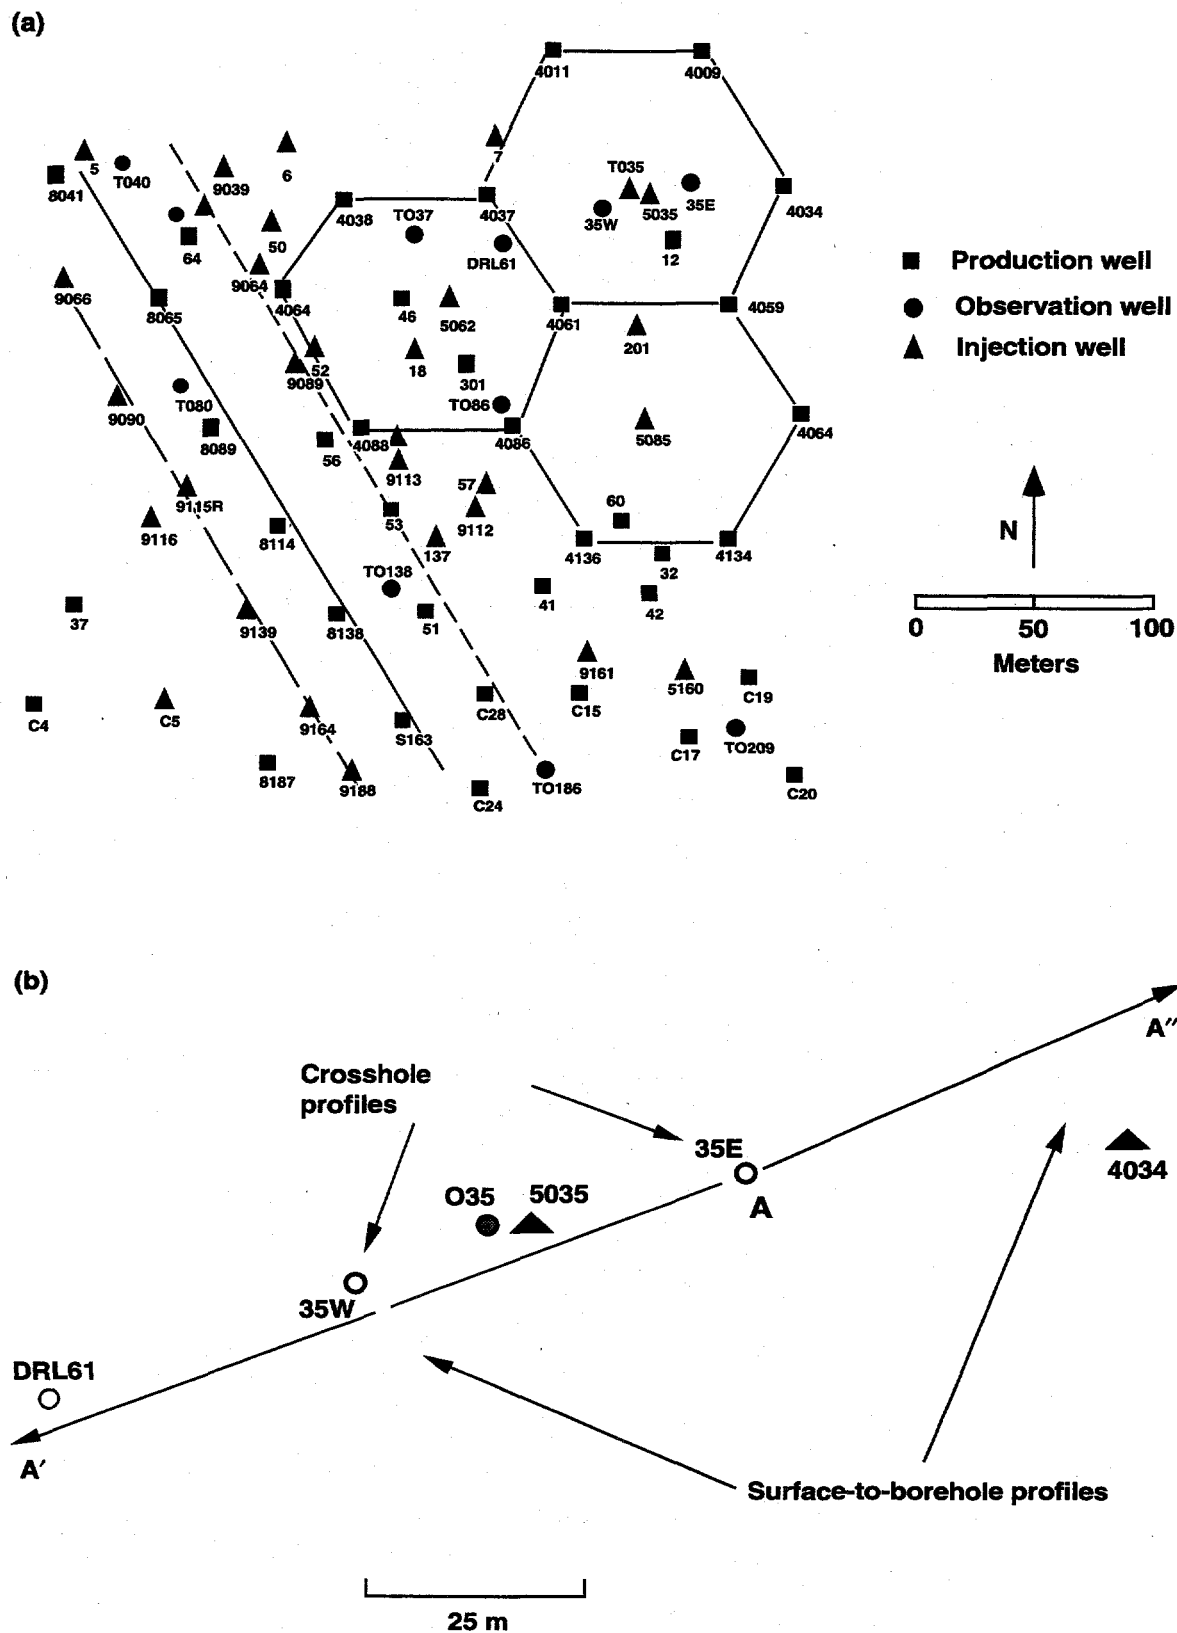 (a)
4011
4009
7
5
T040
8041
9039
6
T035
35W
5035
35E
4034
4038
TO37
4037
12
64
50
DRL61
Production well
9066
9064
4064
8065
46
5062
4061
4059
201
Observation well
Injection well
52
9089
18
301
TO86
9090
T080
8089
56
4088
4086
5085
4064
9113
57
9112
60
N
9115R
9116
53
137
8114
4136
32
4134
TO138
37
9139
8138
51
41
42
0
50
100
Meters
9161
5160
C19
C4
C5
9164
S163
C28
C15
C17
TO209
8187
9188
C24
TO186
C20
(b)
A″
Crosshole
profiles
35E
4034
O35
5035
A
35W
DRL61
A′
Surface-to-borehole profiles
25 m